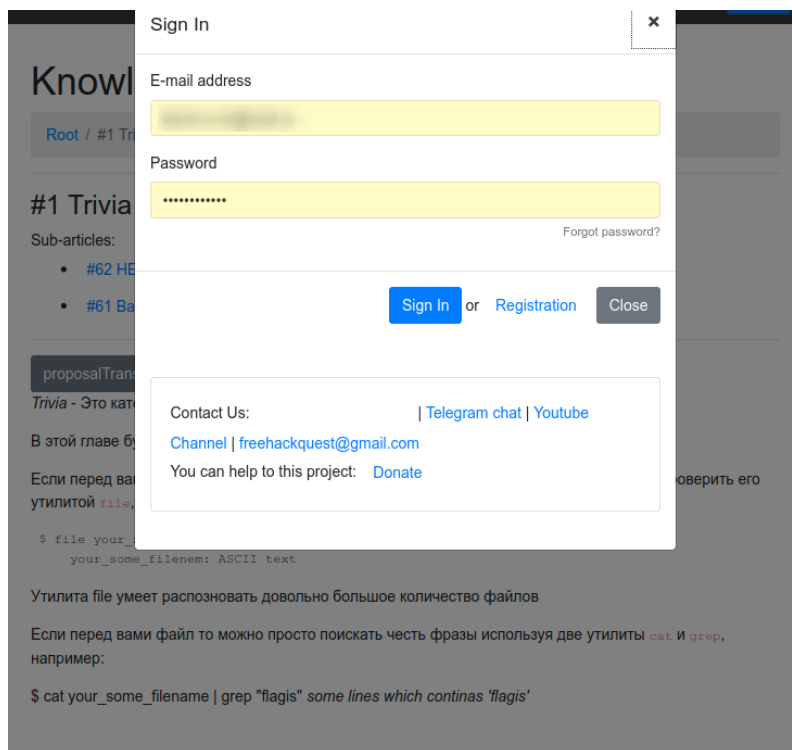 Sign In
×
Knowl
E-mail address
Root / #1 Tri
Password
••••••••••••
#1 Trivia
Forgot password?
Sub-articles:
#62 HE
Sign In or Registration Close
#61 Ba
proposalTrans
Trivia - Это кате
Contact Us: | Telegram chat | Youtube
Channel | freehackquest@gmail.com
В этой главе бу
You can help to this project: Donate
Если перед ва оверить его
утилитой file,
$ file your_s
your_some_filenem: ASCII text
Утилита file умеет распозновать довольно большое количество файлов
Если перед вами файл то можно просто поискать честь фразы используя две утилиты cat и grep,
например:
$ cat your_some_filename | grep "flagis" some lines which continas 'flagis'